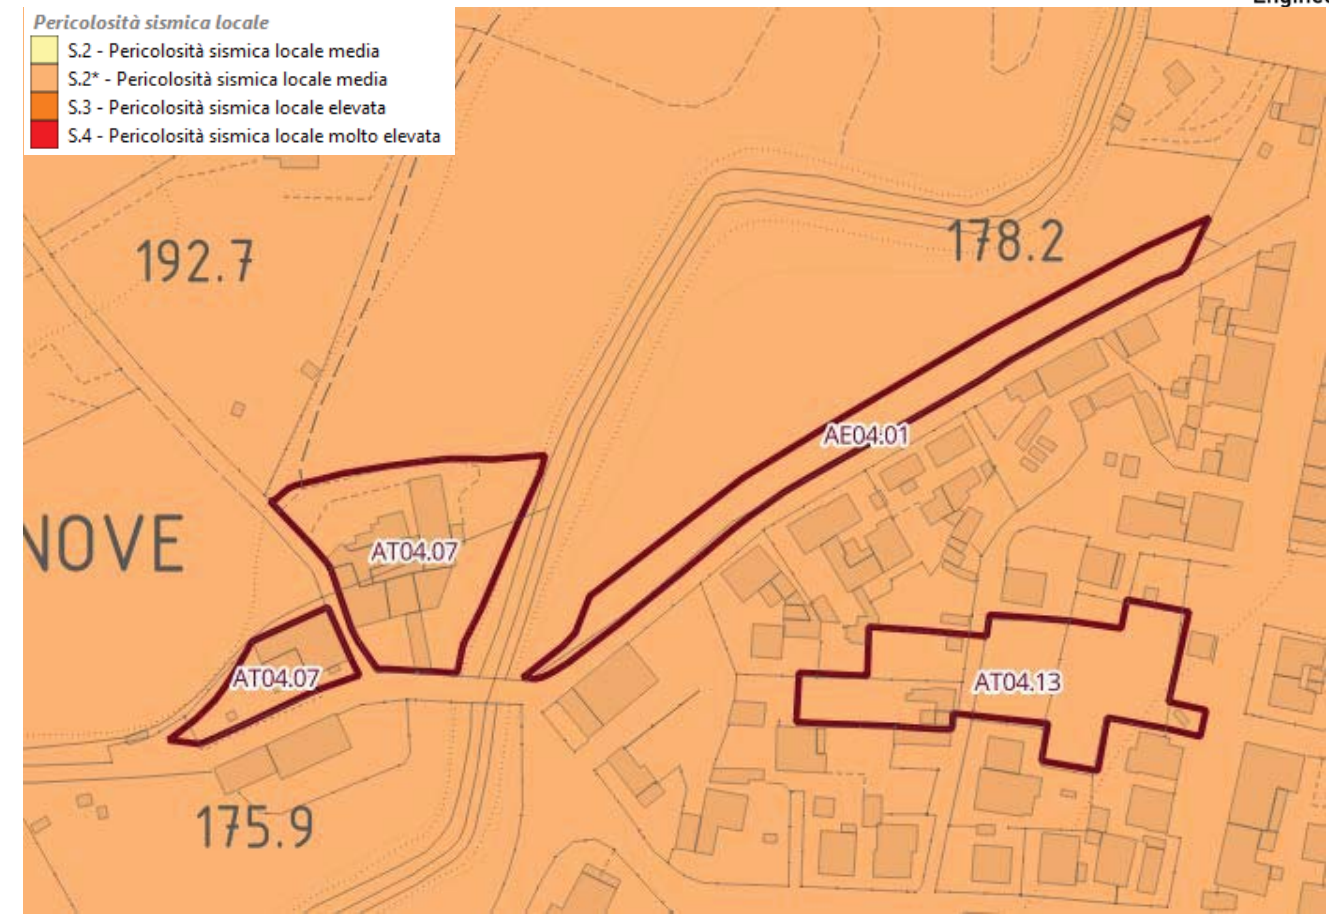 Pericolosità sismica locale
S.2 - Pericolosità sismica locale media
S.2* - Pericolosità sismica locale media
S.3 - Pericolosità sismica locale elevata
S.4 - Pericolosità sismica locale molto elevata
192.7
178.2
AE04.01
NOVE
AT04.07
AT04.07
AT04.13
175.9